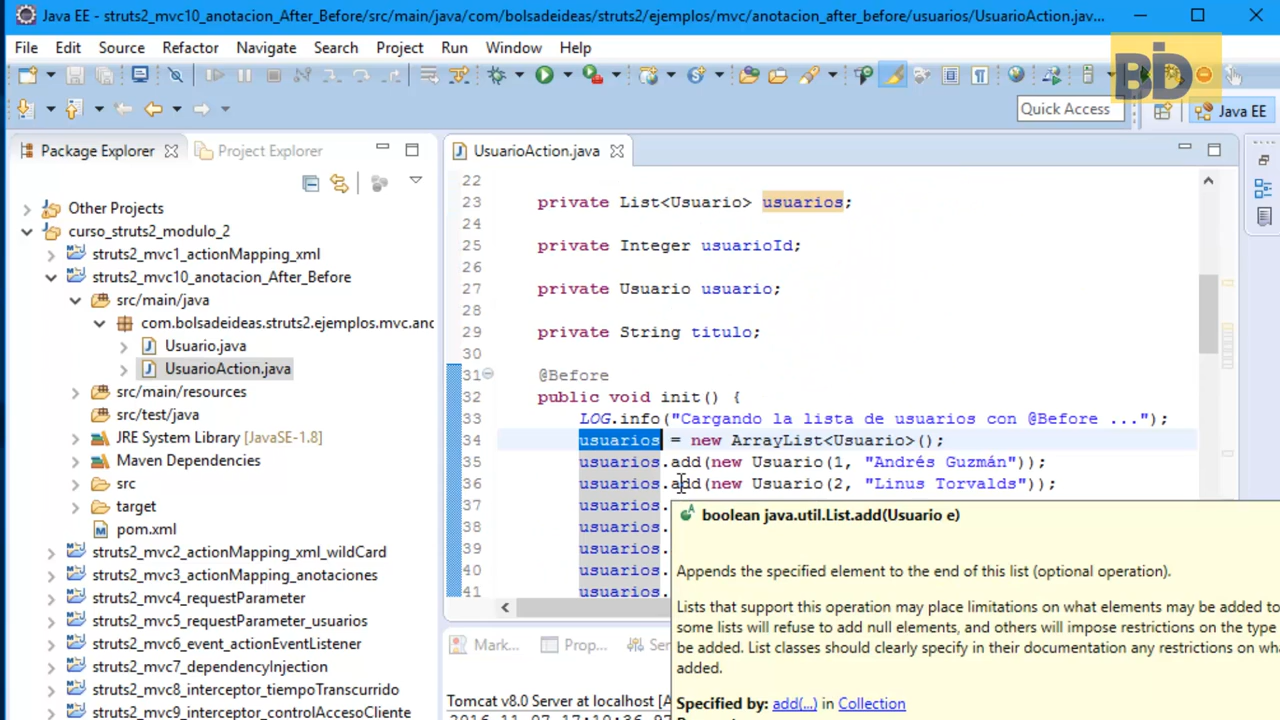 Java EE - struts2_mvc10_anotacion_After_Before/src/main/java/com/bolsadeideas/struts2/ejemplos/mvc/anotacion_after_before/usuarios/UsuarioAction.jav...
File Edit Source Refactor Navigate Search Project Run Window Help
BID
Quick Access
Java EE
Package Explorer
Project Explorer
Other Projects
curso_struts2_modulo_2
struts2_mvc1_actionMapping_xml
struts2_mvc10_anotacion_After_Before
src/main/java
com.bolsadeideas.struts2.ejemplos.mvc.anc
Usuario.java
UsuarioAction.java
src/main/resources
src/test/java
JRE System Library [JavaSE-1.8]
Maven Dependencies
src
target
pom.xml
struts2_mvc2_actionMapping_xml_wildCard
struts2_mvc3_actionMapping_anotaciones
struts2_mvc4_requestParameter
struts2_mvc5_requestParameter_usuarios
struts2_mvc6_event_actionEventListener
struts2_mvc7_dependencyInjection
struts2_mvc8_interceptor_tiempoTranscurrido
struts2_mvc9_interceptor_controlAccesoCliente
UsuarioAction.java
22
23 private List<Usuario> usuarios;
24
25 private Integer usuarioId;
26
27 private Usuario usuario;
28
29 private String titulo;
30
31 @Before
32 public void init() {
33 LOG.info("Cargando la lista de usuarios con @Before ...");
34 usuarios = new ArrayList<Usuario>();
35 usuarios.add(new Usuario(1, "Andrés Guzmán"));
36 usuarios.add(new Usuario(2, "Linus Torvalds"));
37 usuarios.
38 usuarios.
39 usuarios.
40 usuarios.
41 usuarios.
boolean java.util.List.add(Usuario e)
Appends the specified element to the end of this list (optional operation).
Lists that support this operation may place limitations on what elements may be added to
some lists will refuse to add null elements, and others will impose restrictions on the type
be added. List classes should clearly specify in their documentation any restrictions on wha
added.
Specified by: add(...) in Collection
Mark... Prop... Ser
Tomcat v8.0 Server at localhost [A